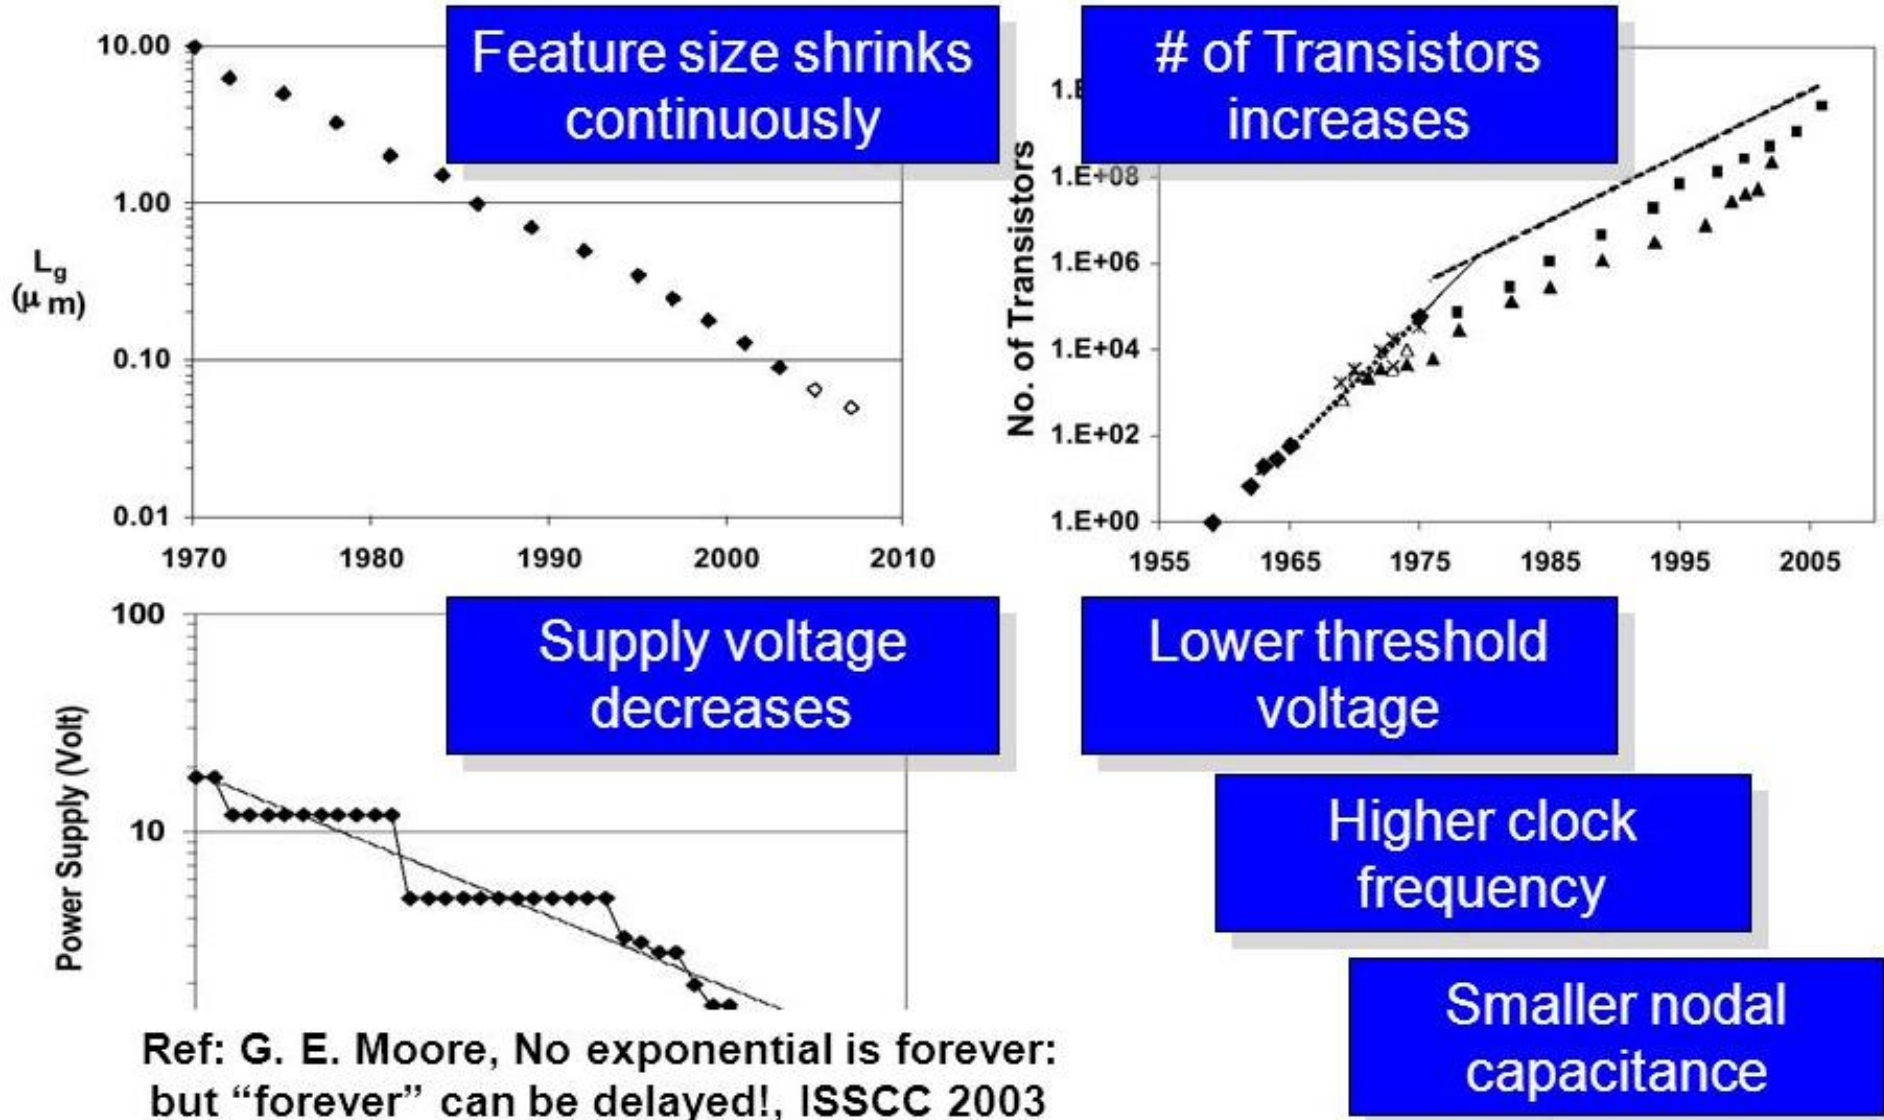 Feature size shrinks
continuously
10.00
1.00
0.10
0.01
Lg
(μ m)
1970 1980 1990 2000 2010
# of Transistors
increases
No. of Transistors
1.E+08
1.E+06
1.E+04
1.E+02
1.E+00
1955 1965 1975 1985 1995 2005
Supply voltage
decreases
100
10
Power Supply (Volt)
Lower threshold
voltage
Higher clock
frequency
Smaller nodal
capacitance
Ref: G. E. Moore, No exponential is forever:
but “forever” can be delayed!, ISSCC 2003